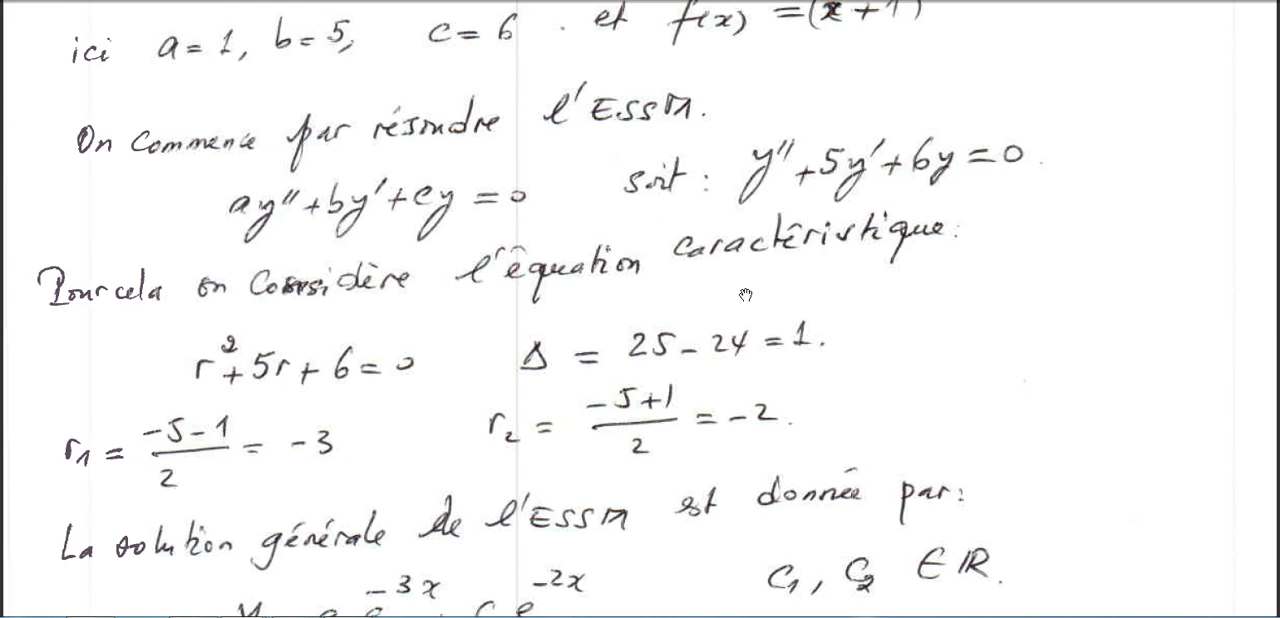 ici a = 1, b = 5, c = 6 . et f(x) = (x + 1)
On commence par résoudre l'ESSM.
ay'' + by' + cy = 0 soit : y'' + 5y' + 6y = 0.
Pour cela on considère l'équation caractéristique :
r² + 5r + 6 = 0 Δ = 25 - 24 = 1.
r₁ = (-5 - 1)/2 = -3 r₂ = (-5 + 1)/2 = -2.
La solution générale de l'ESSM est donnée par :
e^(-3x) e^(-2x) C₁, C₂ ∈ ℝ.